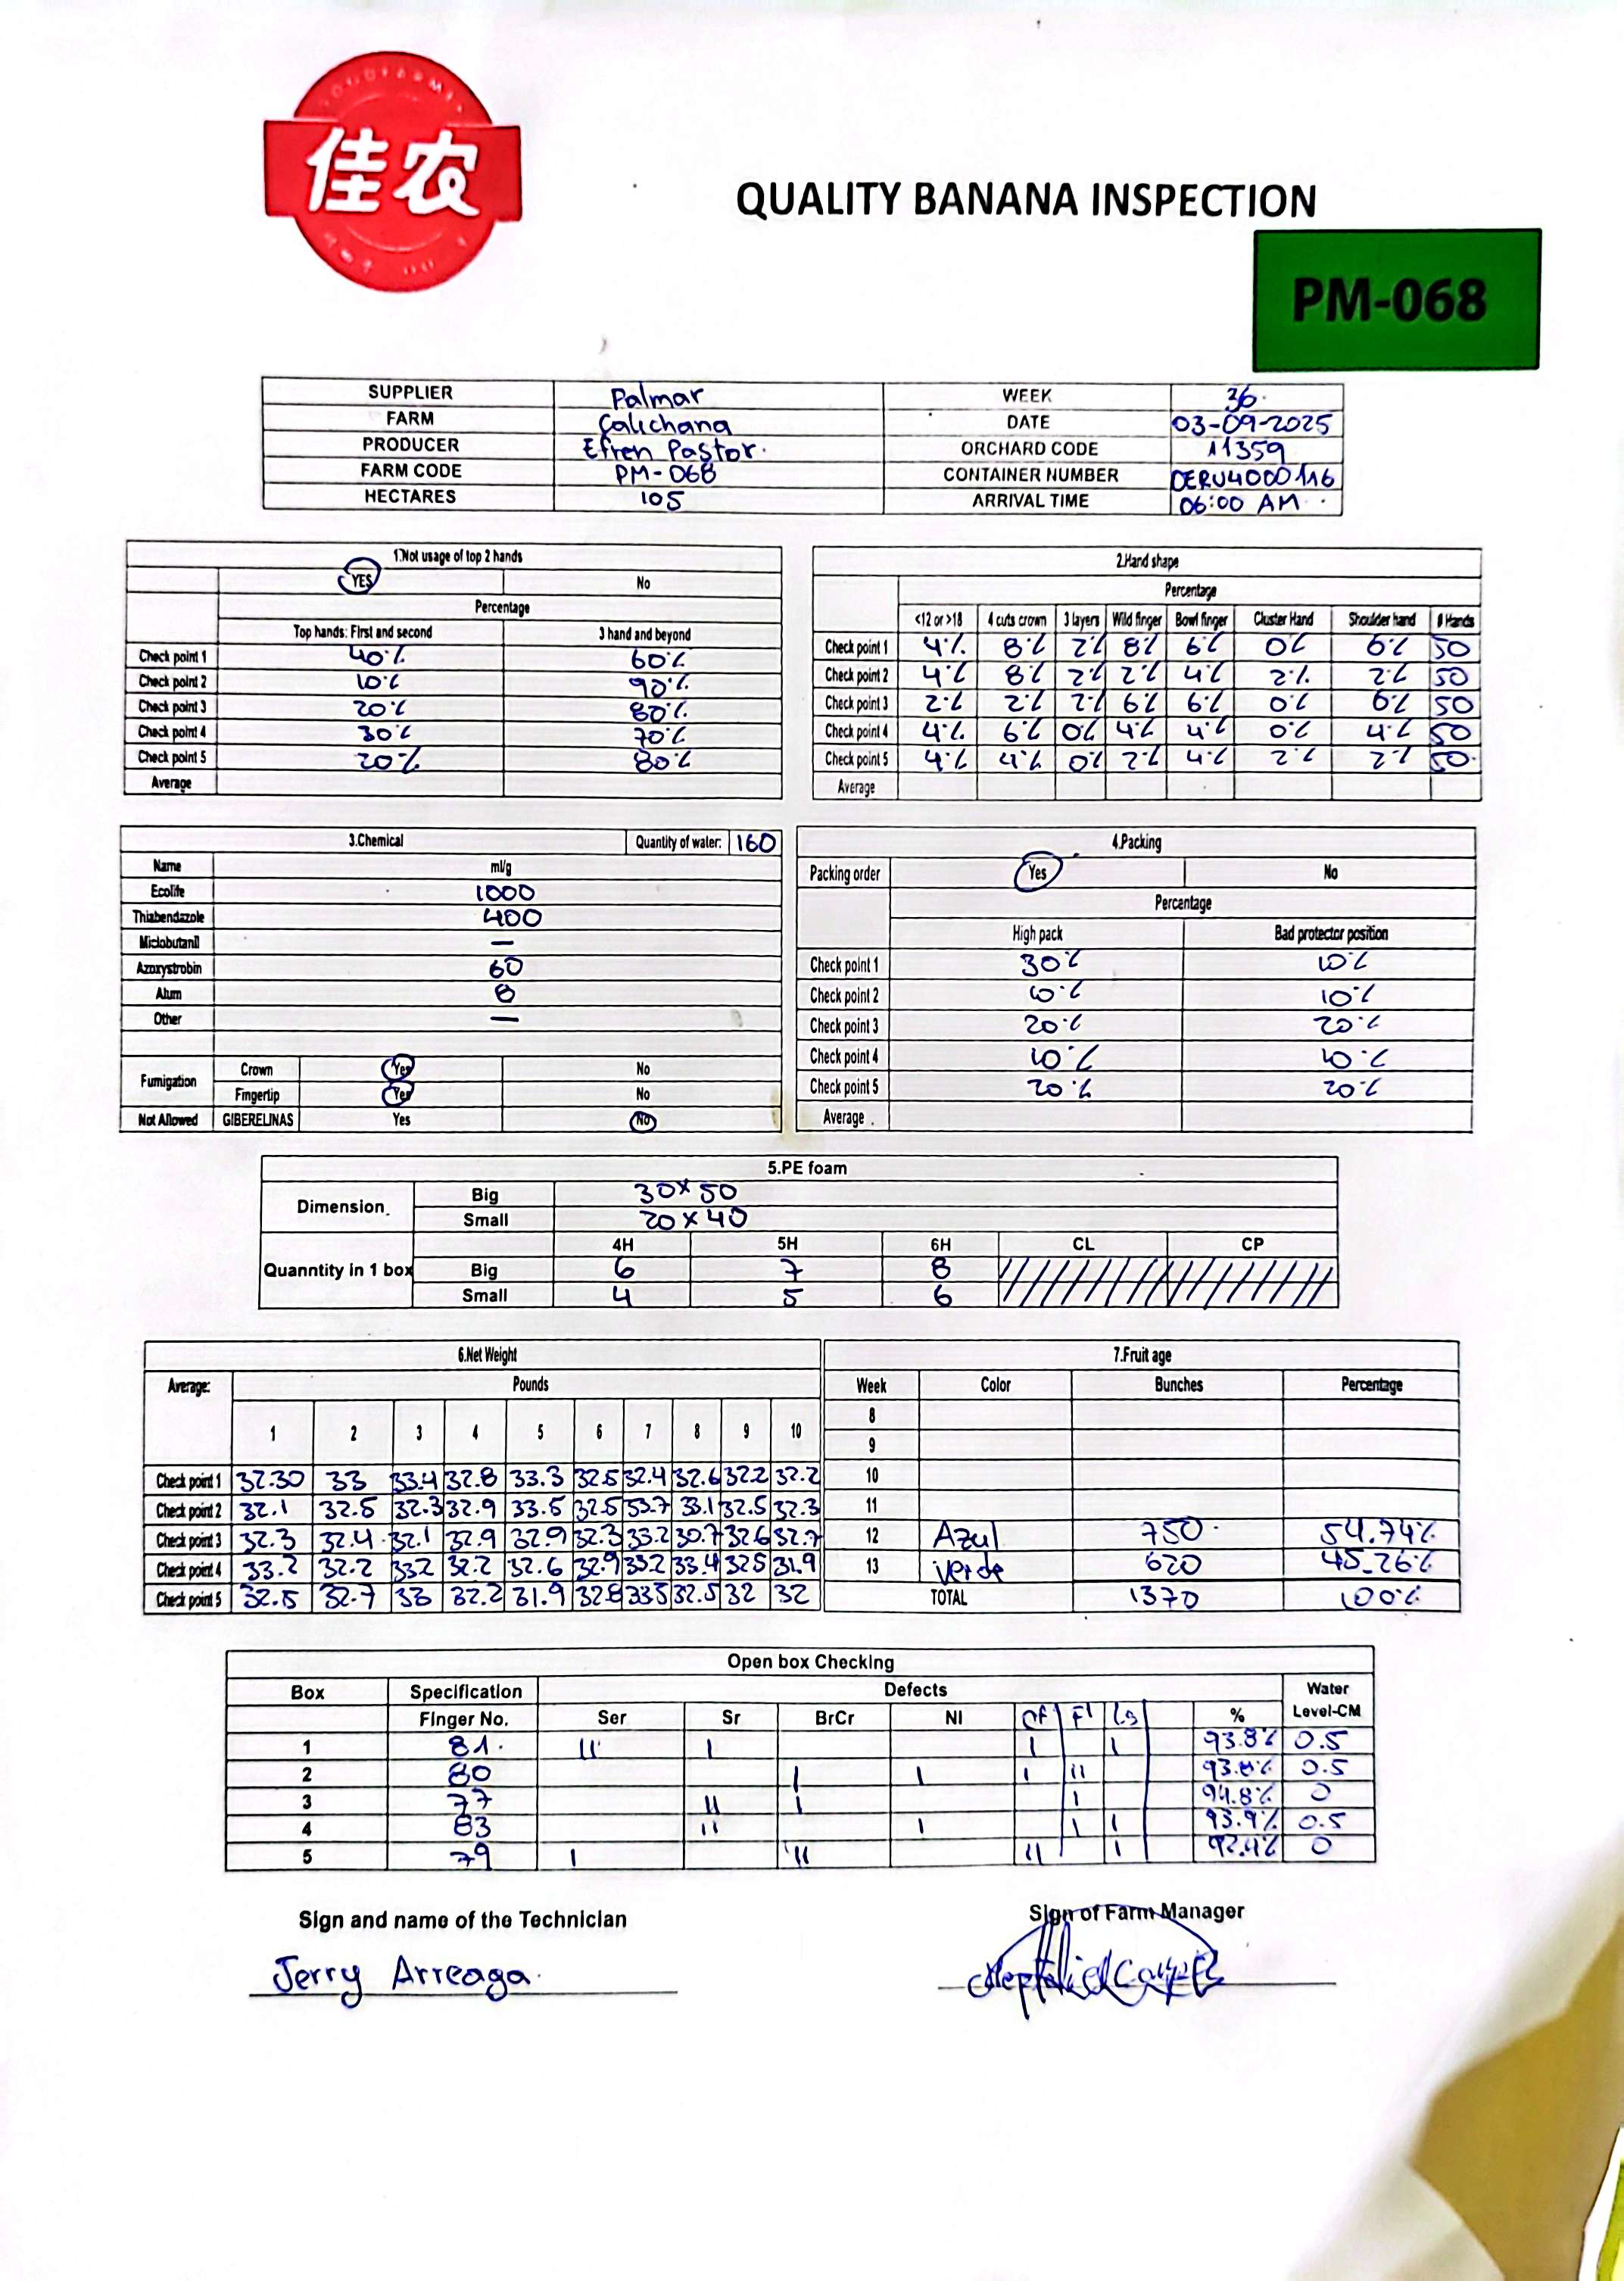 佳农
QUALITY BANANA INSPECTION
PM-068
SUPPLIER Palmar WEEK 36
FARM Calichana DATE 03-09-2025
PRODUCER Efren Pastor. ORCHARD CODE 11359
FARM CODE PM-068 CONTAINER NUMBER
HECTARES 105 ARRIVAL TIME 06:00 AM
1.Not usage of top 2 hands
YES No
Percentage
Top hands: First and second 3 hand and beyond
Check point 1 40% 60%
Check point 2 10% 90%
Check point 3 20% 80%
Check point 4 30% 70%
Check point 5 20% 80%
Average
2.Hand shape
Percentage
<12 or >18 4 cuts crown 3 layers Wild finger Bowl finger Cluster Hand Shoulder hand # Hands
Check point 1 4% 8% 2% 8% 6% 0% 6% 50
Check point 2 4% 8% 2% 2% 4% 2% 2% 50
Check point 3 2% 2% 2% 6% 6% 0% 6% 50
Check point 4 4% 6% 0% 4% 4% 0% 4% 50
Check point 5 4% 4% 0% 2% 4% 2% 2% 50
Average
3.Chemical Quantity of water: 160
Name ml/g
Ecolife 1000
Thiabendazole 400
Miclobutanil —
Azoxystrobin 60
Alum 8
Other —
Fumigation Crown Yes No
Fingertip Yes No
Not Allowed GIBERELINAS Yes No
4.Packing
Packing order Yes No
Percentage
High pack Bad protector position
Check point 1 30% 10%
Check point 2 10% 10%
Check point 3 20% 20%
Check point 4 10% 10%
Check point 5 20% 20%
Average .
5.PE foam
Dimension. Big 30x50
Small 20x40
4H 5H 6H CL CP
Quanntity in 1 box Big 6 7 8
Small 4 5 6
6.Net Weight
Average: Pounds
1 2 3 4 5 6 7 8 9 10
Check point 1 32.30 33 33.4 32.8 33.3 32.5 32.4 32.6 32.2 32.2
Check point 2 32.1 32.5 32.3 32.9 33.5 32.5 33.7 33.1 32.5 32.3
Check point 3 32.3 32.4 32.1 32.9 32.9 32.3 33.2 30.7 32.6 32.7
Check point 4 33.2 32.2 332 32.2 32.6 32.9 332 33.4 325 31.9
Check point 5 32.5 32.7 33 32.2 31.9 32.8 335 32.5 32 32
7.Fruit age
Week Color Bunches Percentage
8
9
10
11
12 Azul 750 54.74%
13 Verde 620 45.26%
TOTAL 1370 100%
Open box Checking
Box Specification Defects Water
Finger No. Ser Sr BrCr NI Cf Fl Ls % Level-CM
1 81 II I I I 93.8% 0.5
2 80 I I I II 93.8% 0.5
3 77 II I I 94.8% 0
4 83 II I I I 93.9% 0.5
5 79 I III II I 92.4% 0
Sign and name of the Technician Sign of Farm Manager
Jerry Arreaga